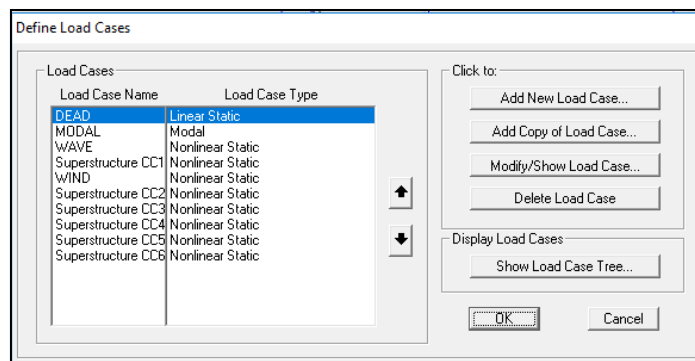 Define Load Cases
Load Cases
Load Case Name Load Case Type
DEAD Linear Static
MODAL Modal
WAVE Nonlinear Static
Superstructure CC1 Nonlinear Static
WIND Nonlinear Static
Superstructure CC2 Nonlinear Static
Superstructure CC3 Nonlinear Static
Superstructure CC4 Nonlinear Static
Superstructure CC5 Nonlinear Static
Superstructure CC6 Nonlinear Static
Click to:
Add New Load Case...
Add Copy of Load Case...
Modify/Show Load Case...
Delete Load Case
Display Load Cases
Show Load Case Tree...
OK
Cancel